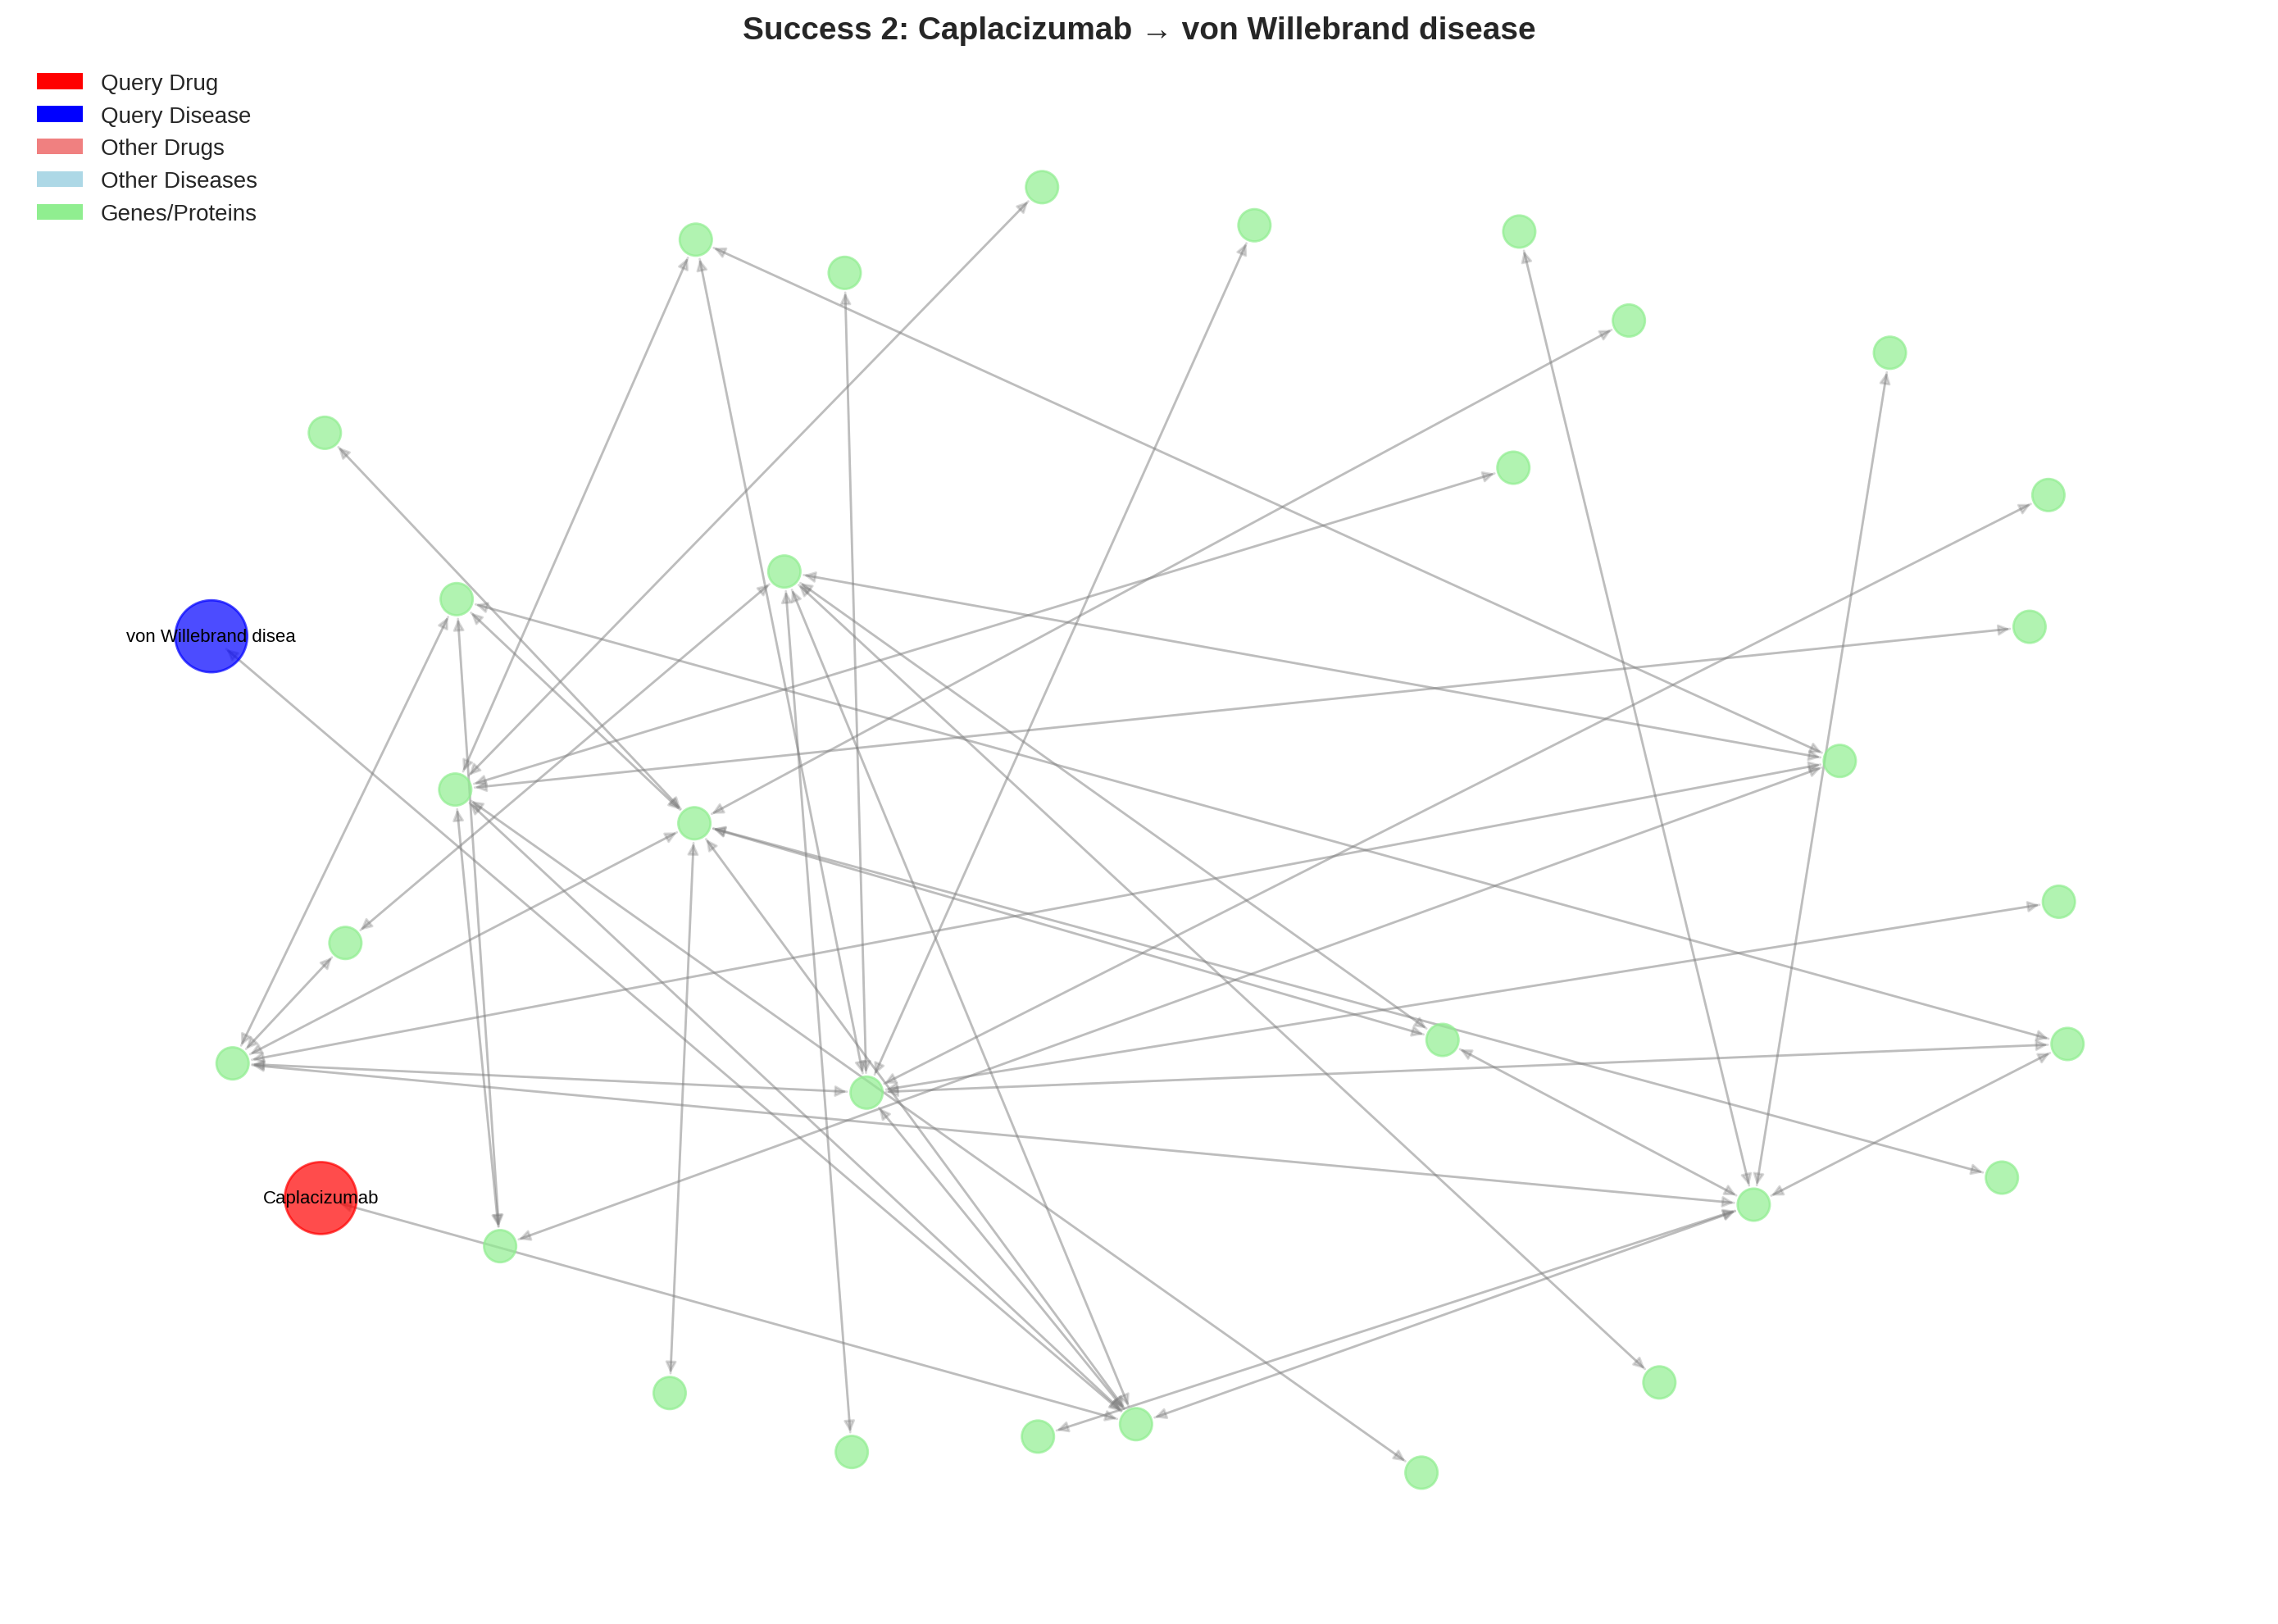 Success 2: Caplacizumab → von Willebrand disease
Query Drug
Query Disease
Other Drugs
Other Diseases
Genes/Proteins
von Willebrand disea
Caplacizumab